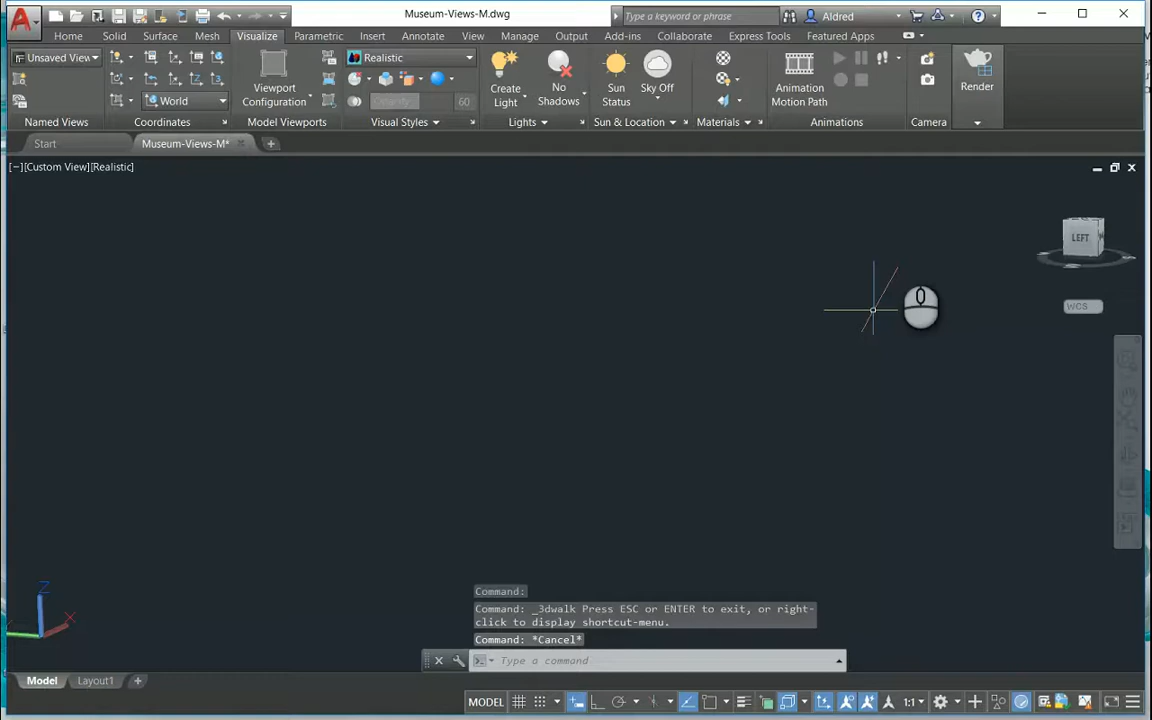 Museum-Views-M.dwg
Type a keyword or phrase
Aldred
Home Solid Surface Mesh Visualize Parametric Insert Annotate View Manage Output Add-ins Collaborate Express Tools Featured Apps
Unsaved View
Realistic
World
Opacity 60
Viewport
Configuration
Create
Light
No
Shadows
Sun
Status
Sky Off
Animation
Motion Path
Render
Named Views Coordinates Model Viewports Visual Styles Lights Sun & Location Materials Animations Camera
Start Museum-Views-M*
[−][Custom View][Realistic]
LEFT
WCS
Z
X
Command:
Command: _3dwalk Press ESC or ENTER to exit, or right-
click to display shortcut-menu.
Command: *Cancel*
Type a command
Model Layout1
MODEL 1:1